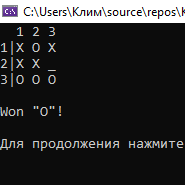 C:\Users\Клим\source\repos\
1 2 3
1|X O X
2|X X _
3|O O O
Won "O"!
Для продолжения нажмите